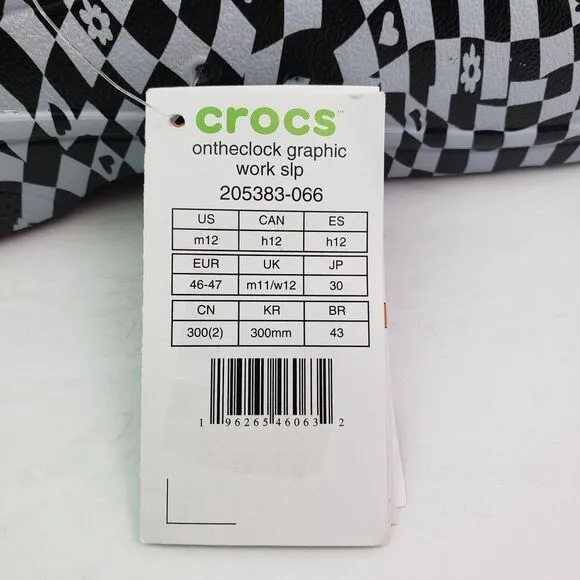 crocs™
ontheclock graphic
work slp
205383-066
US CAN ES
m12 h12 h12
EUR UK JP
46-47 m11/w12 30
CN KR BR
300(2) 300mm 43
1 96265 46063 2